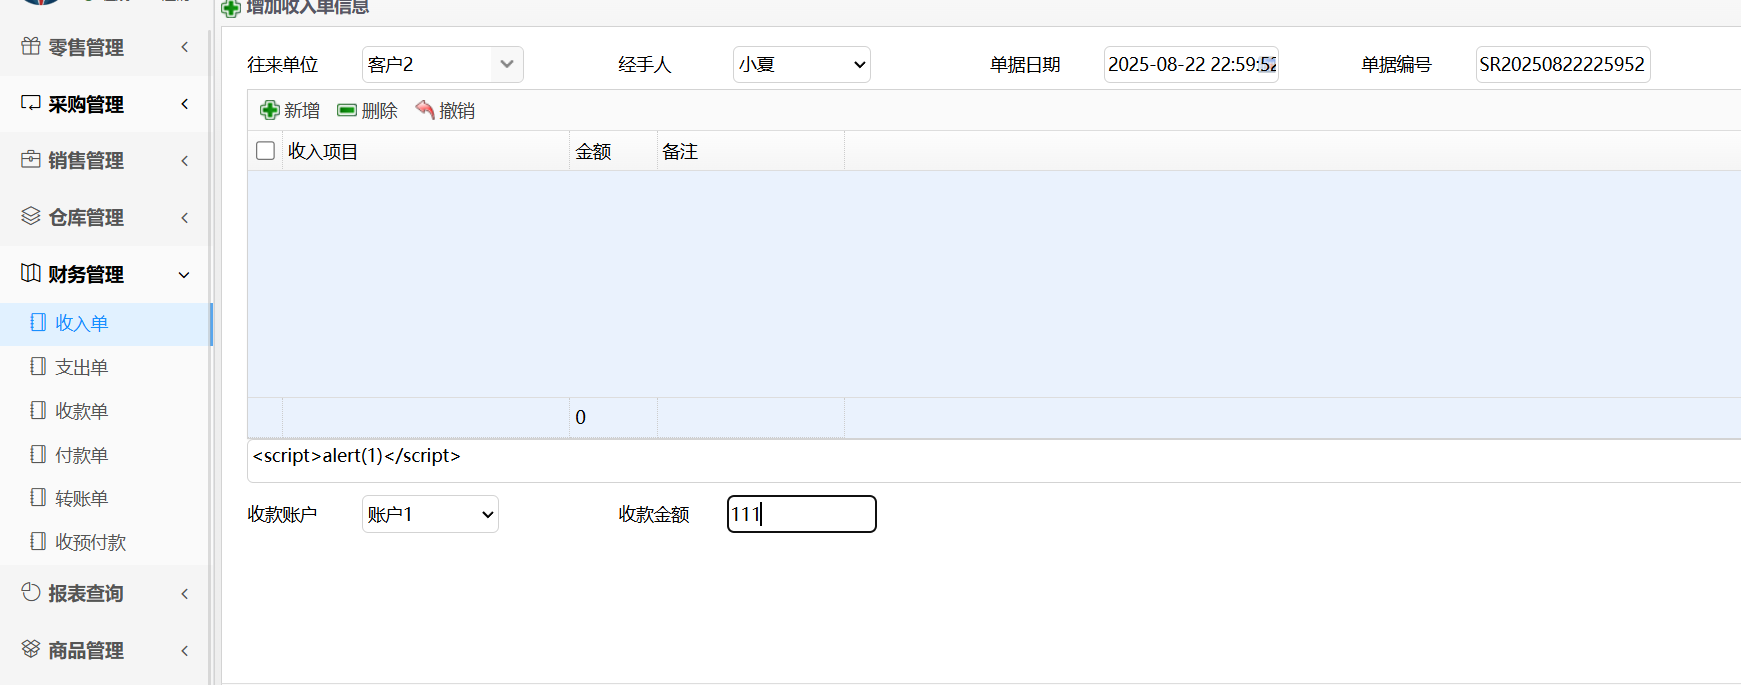 增加收入单信息
零售管理
往来单位 客户2 经手人 小夏 单据日期 2025-08-22 22:59:52 单据编号 SR20250822225952
采购管理
新增 删除 撤销
收入项目 金额 备注
销售管理
仓库管理
财务管理
收入单
支出单
收款单
0
付款单
<script>alert(1)</script>
转账单
收款账户 账户1 收款金额 111
收预付款
报表查询
商品管理